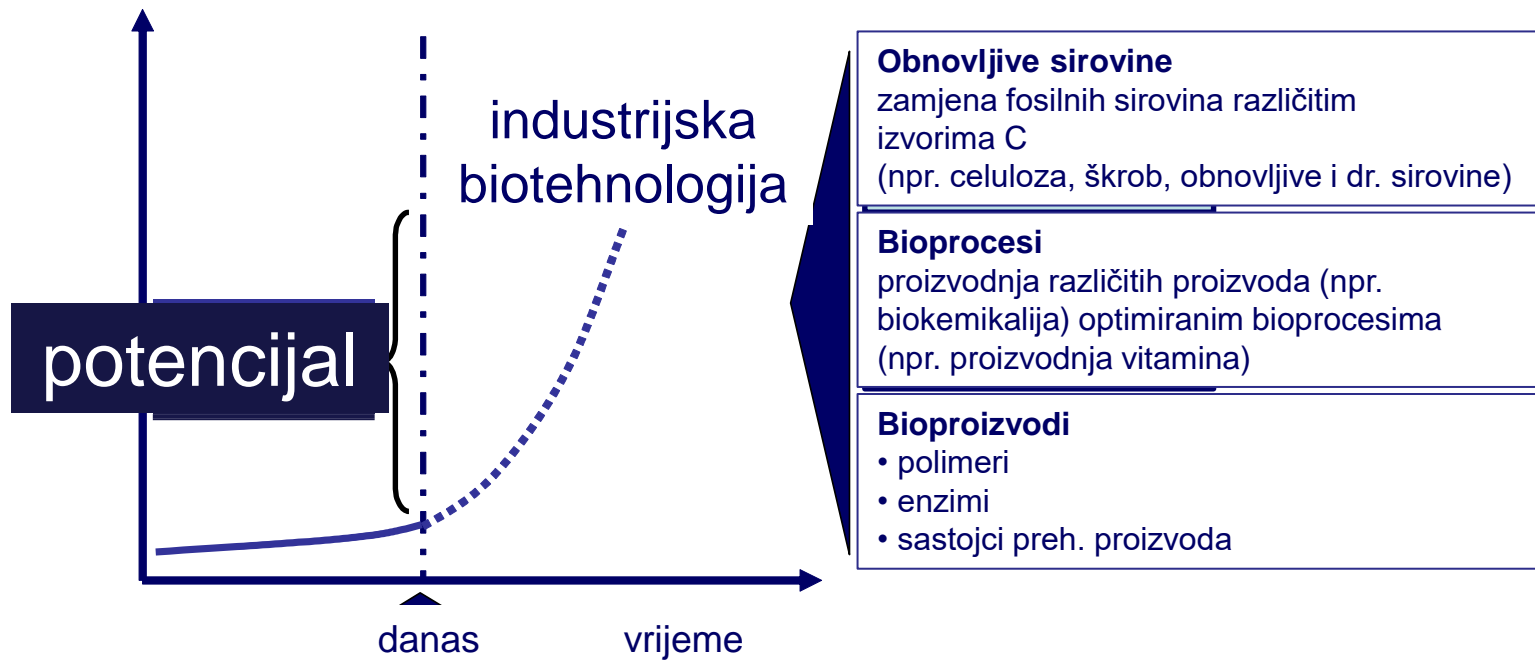 industrijska
biotehnologija
potencijal
danas
vrijeme
Obnovljive sirovine
zamjena fosilnih sirovina različitim
izvorima C
(npr. celuloza, škrob, obnovljive i dr. sirovine)
Bioprocesi
proizvodnja različitih proizvoda (npr.
biokemikalija) optimiranim bioprocesima
(npr. proizvodnja vitamina)
Bioproizvodi
• polimeri
• enzimi
• sastojci preh. proizvoda